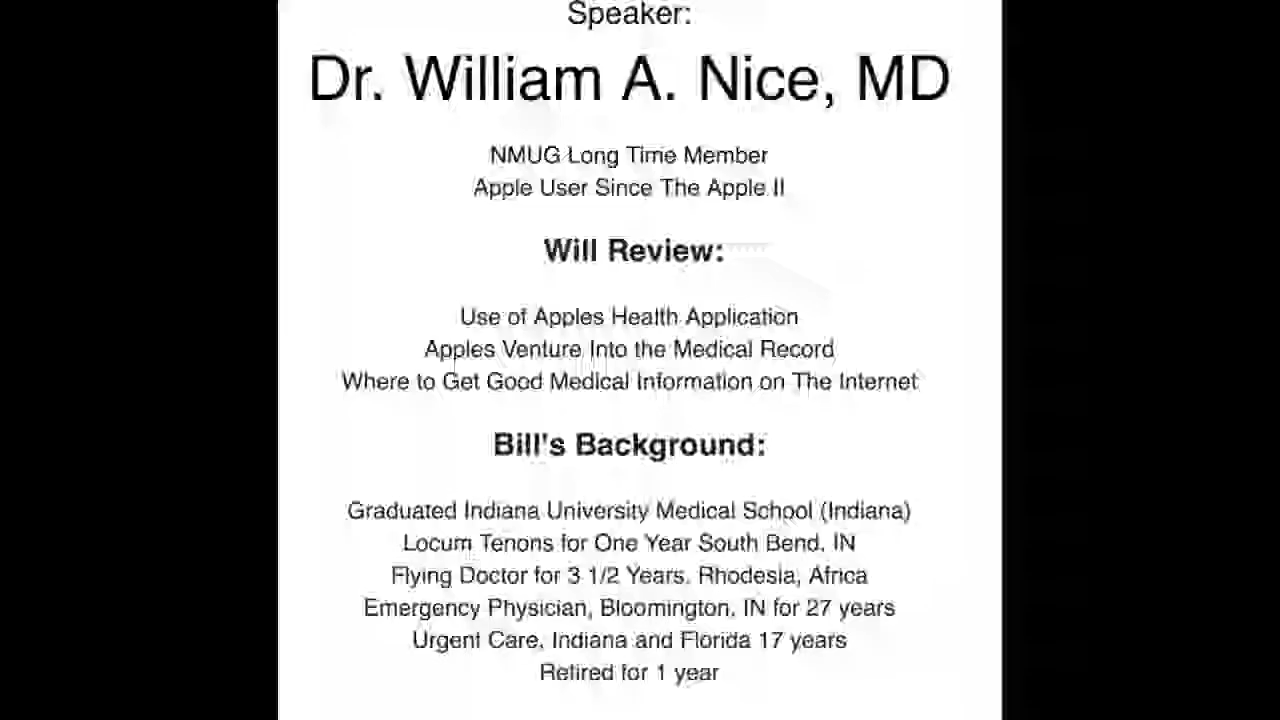 Speaker:
Dr. William A. Nice, MD
NMUG Long Time Member
Apple User Since The Apple II
Will Review:
Use of Apples Health Application
Apples Venture Into the Medical Record
Where to Get Good Medical Information on The Internet
Bill's Background:
Graduated Indiana University Medical School (Indiana)
Locum Tenons for One Year South Bend, IN
Flying Doctor for 3 1/2 Years, Rhodesia, Africa
Emergency Physician, Bloomington, IN for 27 years
Urgent Care, Indiana and Florida 17 years
Retired for 1 year